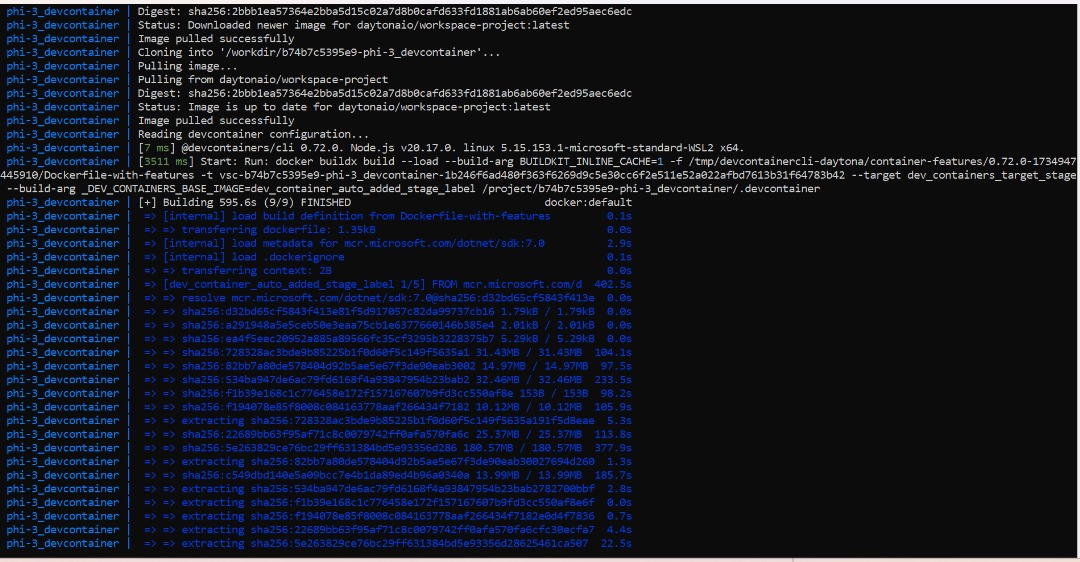 phi-3_devcontainer | Digest: sha256:2bbb1ea57364e2bba5d15c02a7d8b0cafd633fd1881ab6ab60ef2ed95aec6edc
phi-3_devcontainer | Status: Downloaded newer image for daytonaio/workspace-project:latest
phi-3_devcontainer | Image pulled successfully
phi-3_devcontainer | Cloning into '/workdir/b74b7c5395e9-phi-3_devcontainer'...
phi-3_devcontainer | Pulling image...
phi-3_devcontainer | Pulling from daytonaio/workspace-project
phi-3_devcontainer | Digest: sha256:2bbb1ea57364e2bba5d15c02a7d8b0cafd633fd1881ab6ab60ef2ed95aec6edc
phi-3_devcontainer | Status: Image is up to date for daytonaio/workspace-project:latest
phi-3_devcontainer | Image pulled successfully
phi-3_devcontainer | Reading devcontainer configuration...
phi-3_devcontainer | [7 ms] @devcontainers/cli 0.72.0. Node.js v20.17.0. linux 5.15.153.1-microsoft-standard-WSL2 x64.
phi-3_devcontainer | [3511 ms] Start: Run: docker buildx build --load --build-arg BUILDKIT_INLINE_CACHE=1 -f /tmp/devcontainercli-daytona/container-features/0.72.0-1734947
445910/Dockerfile-with-features -t vsc-b74b7c5395e9-phi-3_devcontainer-1b246f6ad480f363f6269d9c5e30cc6f2e511e52a022afbd7613b31f64783b42 --target dev_containers_target_stage
--build-arg _DEV_CONTAINERS_BASE_IMAGE=dev_container_auto_added_stage_label /project/b74b7c5395e9-phi-3_devcontainer/.devcontainer
phi-3_devcontainer | [+] Building 595.6s (9/9) FINISHED docker:default
phi-3_devcontainer | => [internal] load build definition from Dockerfile-with-features 0.1s
phi-3_devcontainer | => => transferring dockerfile: 1.35kB 0.0s
phi-3_devcontainer | => [internal] load metadata for mcr.microsoft.com/dotnet/sdk:7.0 2.9s
phi-3_devcontainer | => [internal] load .dockerignore 0.1s
phi-3_devcontainer | => => transferring context: 2B 0.0s
phi-3_devcontainer | => [dev_container_auto_added_stage_label 1/5] FROM mcr.microsoft.com/d 402.5s
phi-3_devcontainer | => => resolve mcr.microsoft.com/dotnet/sdk:7.0@sha256:d32bd65cf5843f413e 0.0s
phi-3_devcontainer | => => sha256:d32bd65cf5843f413e81f5d917057c82da99737cb16 1.79kB / 1.79kB 0.0s
phi-3_devcontainer | => => sha256:a291948a5e5ceb50e3eaa75cb1e6377660146b385e4 2.01kB / 2.01kB 0.0s
phi-3_devcontainer | => => sha256:ea4f5eec20952a885a89566fc35cf3295b3228375b7 5.29kB / 5.29kB 0.0s
phi-3_devcontainer | => => sha256:728328ac3bde9b85225b1f0d60f5c149f5635a1 31.43MB / 31.43MB 104.1s
phi-3_devcontainer | => => sha256:82bb7a80de578404d92b5ae5e67f3de90eab3002 14.97MB / 14.97MB 97.5s
phi-3_devcontainer | => => sha256:534ba947de6ac79fd6168f4a93847954b23bab2 32.46MB / 32.46MB 233.5s
phi-3_devcontainer | => => sha256:f1b39e168c1c776458e172f157167607b9fd3cc550af8e 153B / 153B 98.2s
phi-3_devcontainer | => => sha256:f194078e85f8008c084163778aaf266434f7182 10.12MB / 10.12MB 105.9s
phi-3_devcontainer | => => extracting sha256:728328ac3bde9b85225b1f0d60f5c149f5635a191f5d8eae 5.3s
phi-3_devcontainer | => => sha256:22689bb63f95af71c8c0079742ff0afa570fa6c 25.37MB / 25.37MB 113.8s
phi-3_devcontainer | => => sha256:5e263829ce76bc29ff631384bd5e93356d286 180.57MB / 180.57MB 377.9s
phi-3_devcontainer | => => extracting sha256:82bb7a80de578404d92b5ae5e67f3de90eab30027694d260 1.3s
phi-3_devcontainer | => => sha256:c549dbd140e5a09bcc7e4b1da89ed4b96a0340a 13.99MB / 13.99MB 185.7s
phi-3_devcontainer | => => extracting sha256:534ba947de6ac79fd6168f4a93847954b23bab2782700bbf 2.8s
phi-3_devcontainer | => => extracting sha256:f1b39e168c1c776458e172f157167607b9fd3cc550af8e6f 0.0s
phi-3_devcontainer | => => extracting sha256:f194078e85f8008c084163778aaf266434f7182e0d4f7836 0.7s
phi-3_devcontainer | => => extracting sha256:22689bb63f95af71c8c0079742ff0afa570fa6cfc30ecfa7 4.4s
phi-3_devcontainer | => => extracting sha256:5e263829ce76bc29ff631384bd5e93356d28625461ca507 22.5s